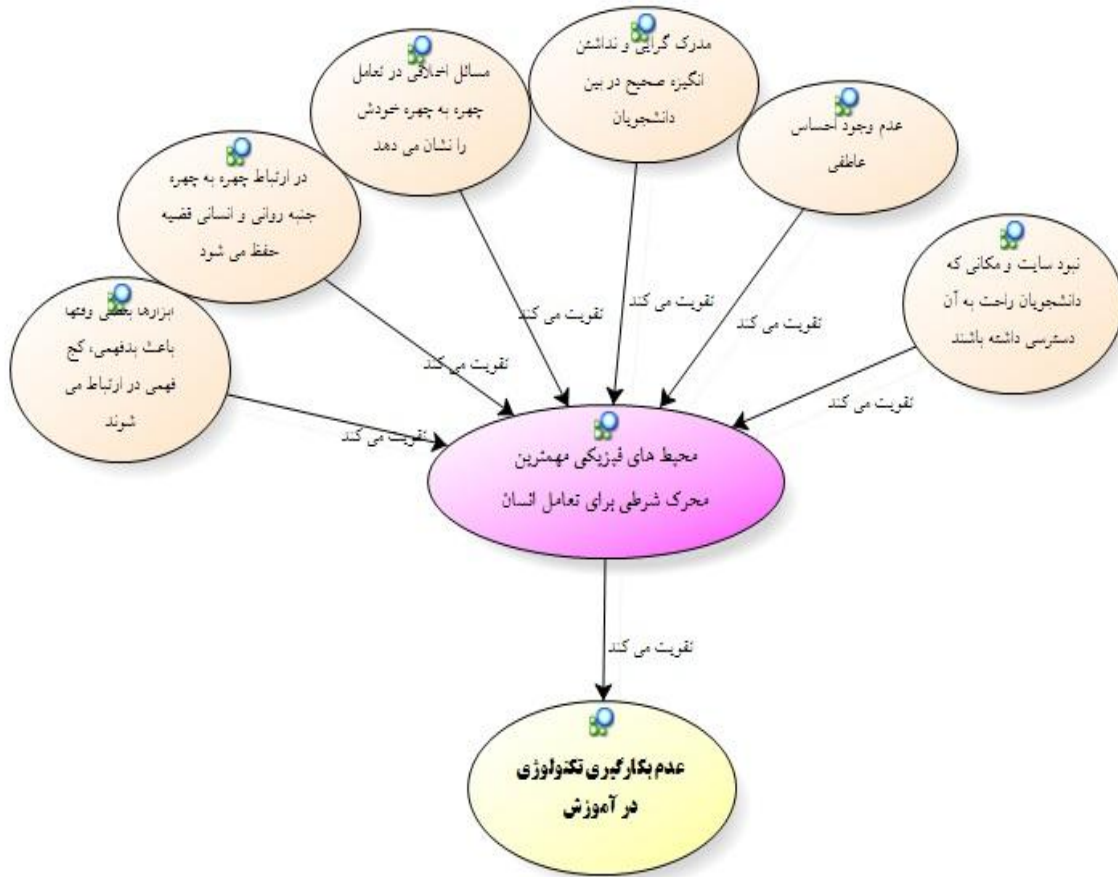 مدرک گرایی و نداشتن
انگیزه صحیح در بین
دانشجویان
مسائل اخلاقی در تعامل
چهره به چهره خودش
را نشان می دهد
عدم وجود احساس
عاطفی
در ارتباط چهره به چهره
جنبه روانی و انسانی قضیه
حفظ می شود
نبود سایت و مکانی که
دانشجویان راحت به آن
دسترسی داشته باشند
ابزارها بعضی وقتها
باعث بدفهمی، کج
فهمی در ارتباط می
شوند
تقویت می کند
تقویت می کند
تقویت می کند
تقویت می کند
تقویت می کند
تقویت می کند
محیط های فیزیکی مهمترین
محرک شرطی برای تعامل انسان
تقویت می کند
عدم بکارگیری تکنولوژی
در آموزش